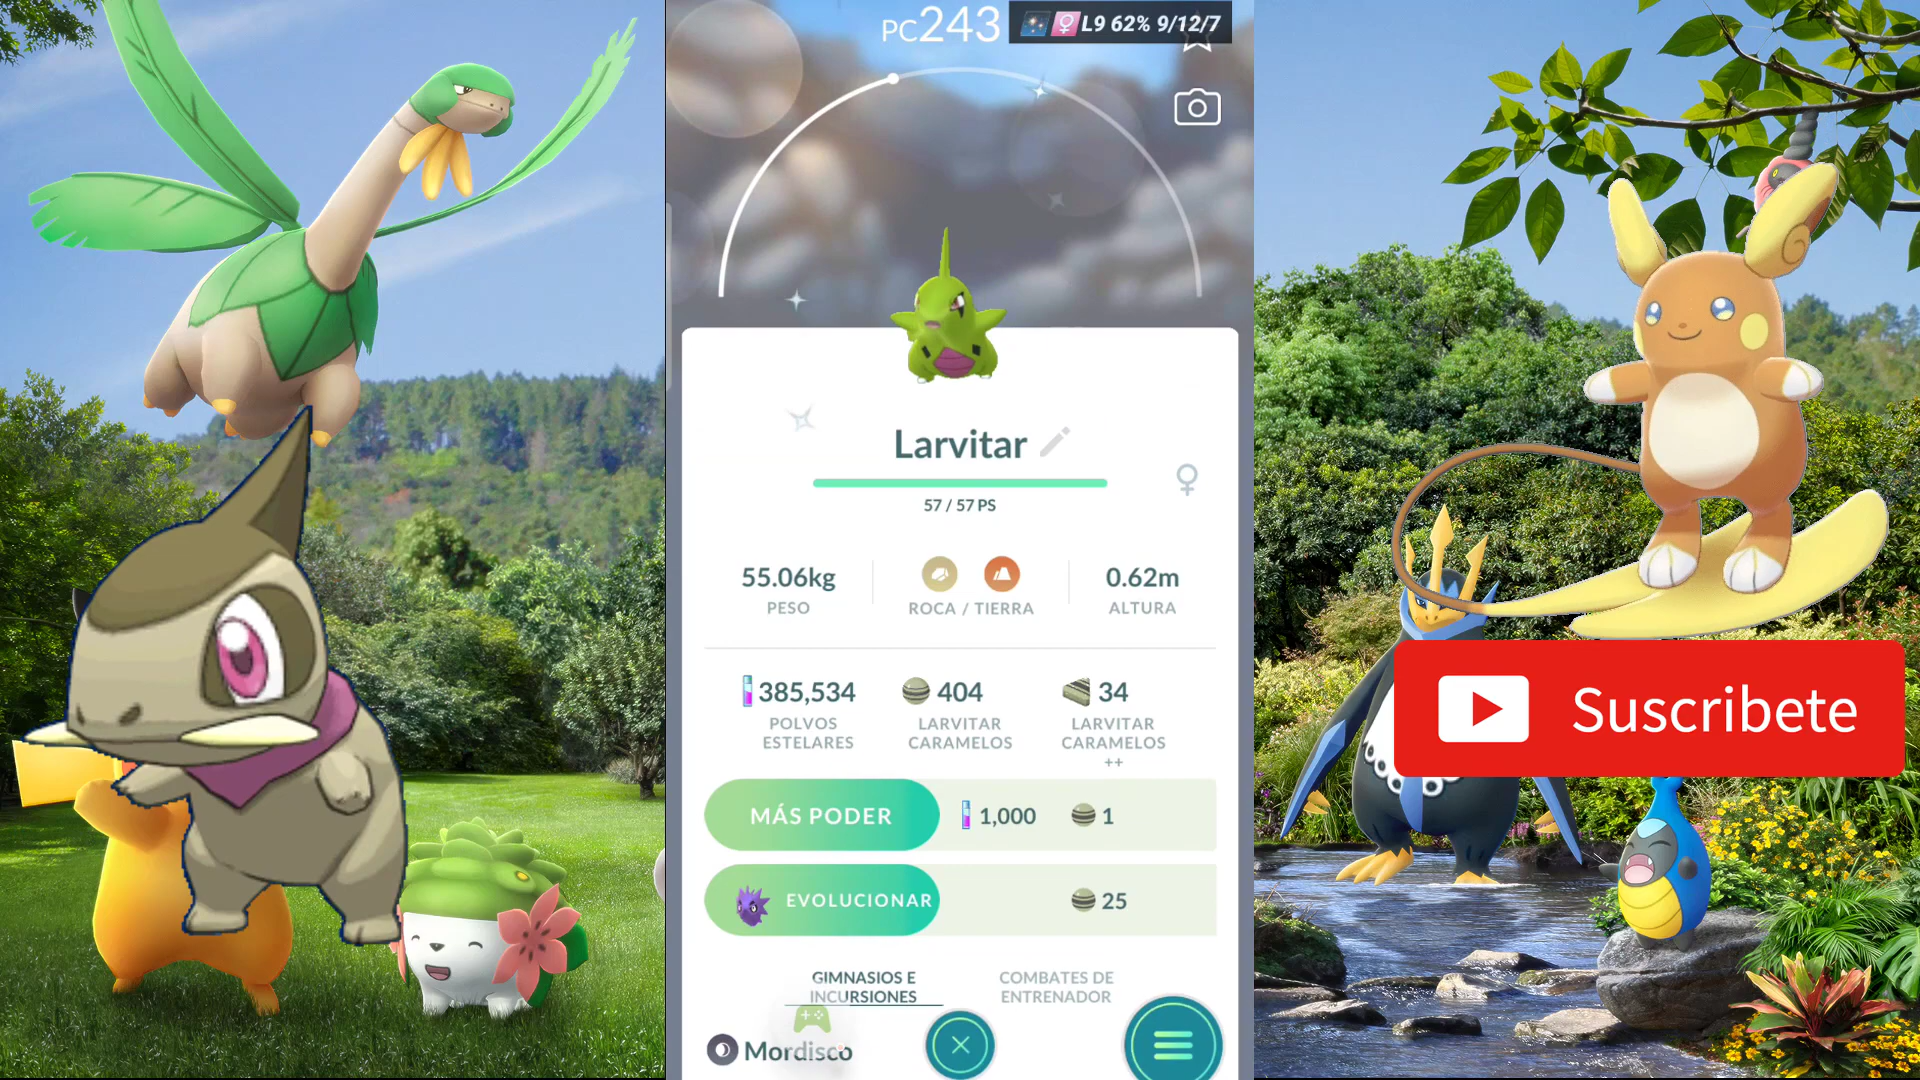 PC243
L9 62% 9/12/7
Larvitar
57 / 57 PS
55.06kg
PESO
ROCA / TIERRA
0.62m
ALTURA
385,534
POLVOS
ESTELARES
404
LARVITAR
CARAMELOS
34
LARVITAR
CARAMELOS
++
MÁS PODER
1,000
1
EVOLUCIONAR
25
GIMNASIOS E
INCURSIONES
COMBATES DE
ENTRENADOR
Mordisco
Suscribete